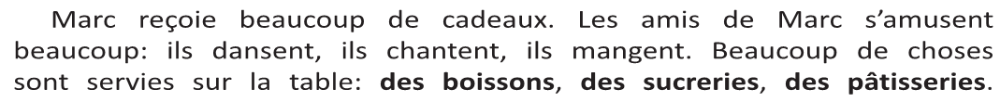 Marc reçoie beaucoup de cadeaux. Les amis de Marc s’amusent
beaucoup: ils dansent, ils chantent, ils mangent. Beaucoup de choses
sont servies sur la table: des boissons, des sucreries, des pâtisseries.